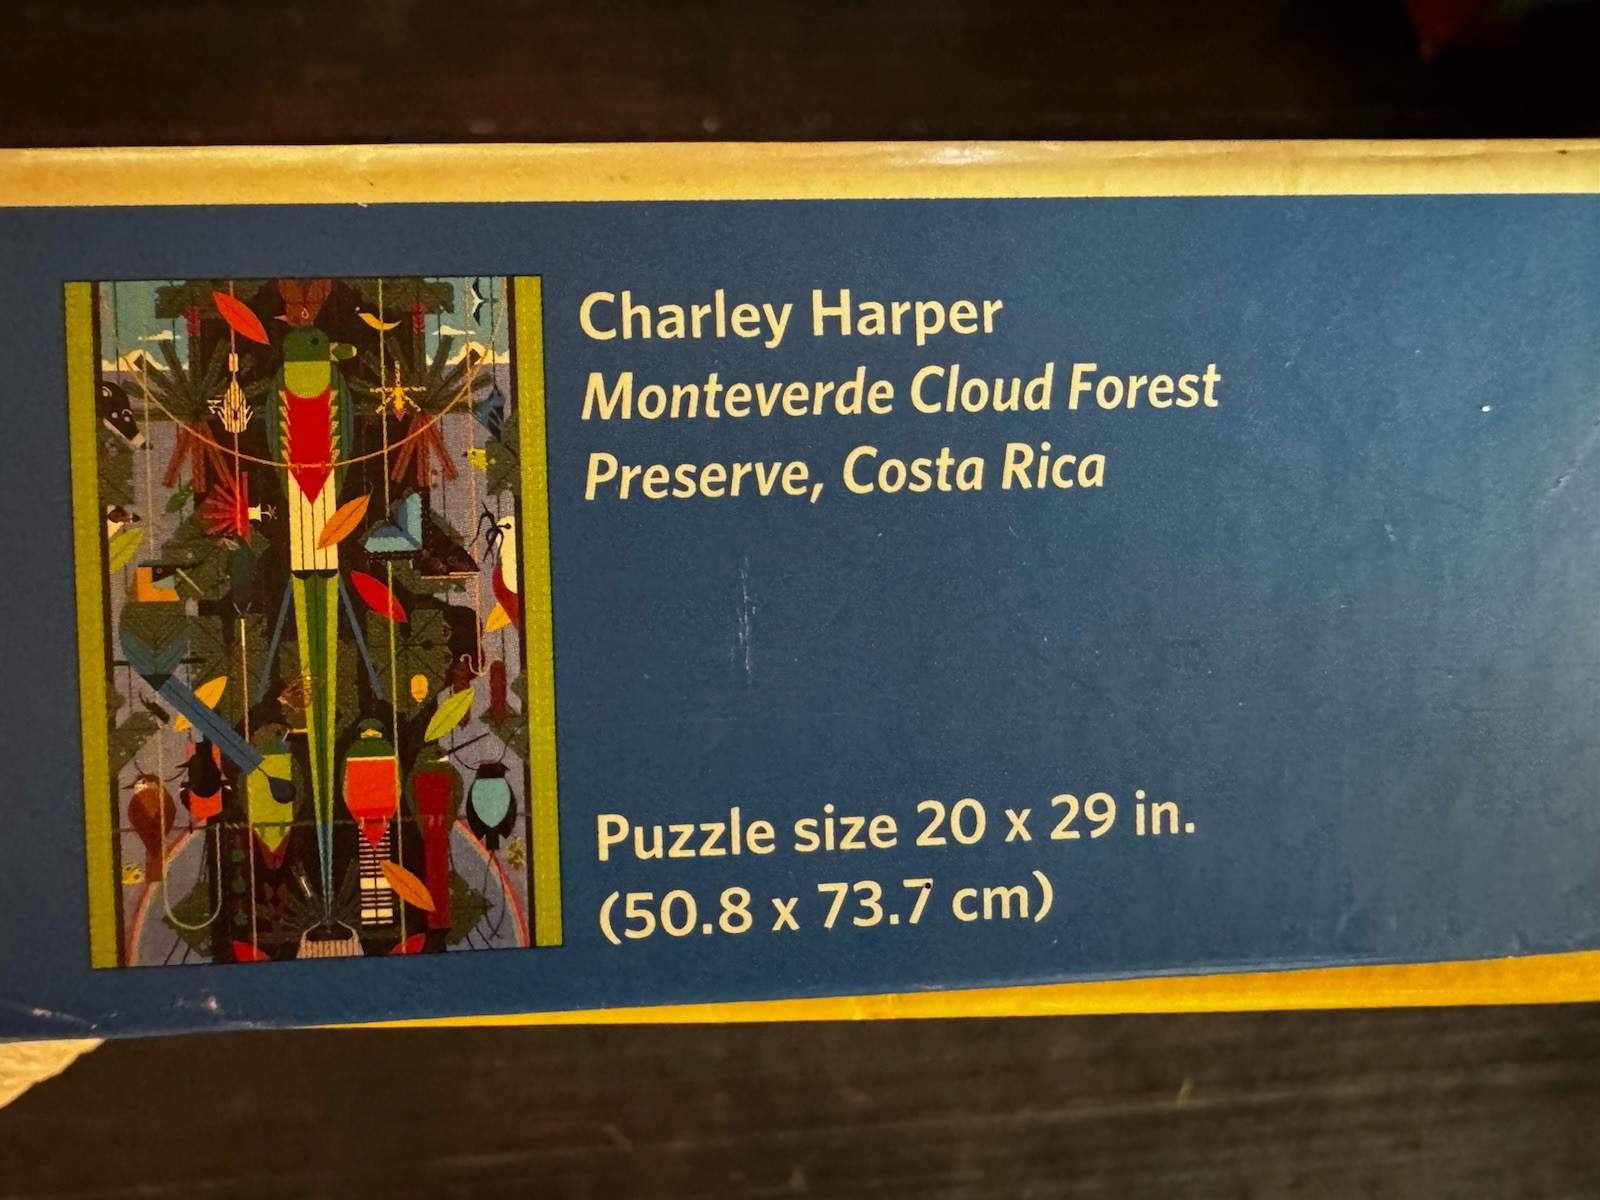 Charley Harper
Monteverde Cloud Forest
Preserve, Costa Rica
Puzzle size 20 x 29 in.
(50.8 x 73.7 cm)